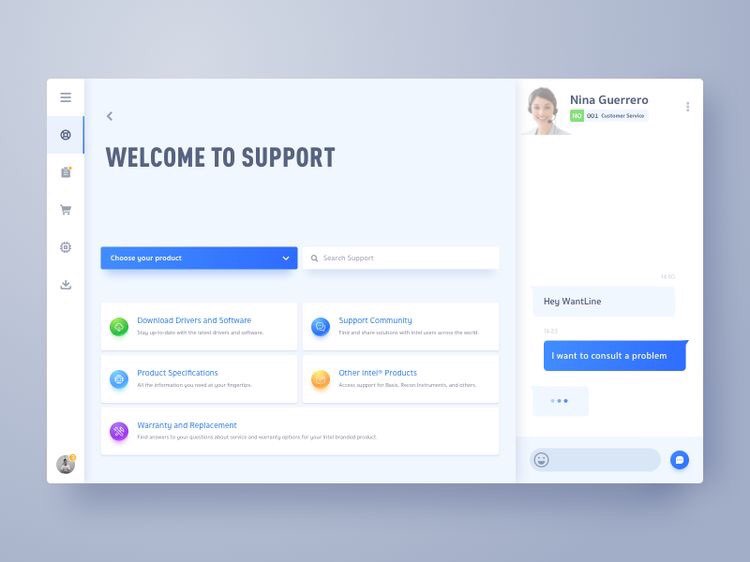 WELCOME TO SUPPORT
Choose your product
Search Support
Download Drivers and Software
Stay up-to-date with the latest drivers and software.
Support Community
Find and share solutions with Intel users across the world.
Product Specifications
All the information you need at your fingertips.
Other Intel® Products
Access support for Basis, Recon Instruments, and others.
Warranty and Replacement
Find answers to your questions about service and warranty options for your Intel branded product.
Nina Guerrero
NO 001 Customer Service
Hey WantLine
I want to consult a problem